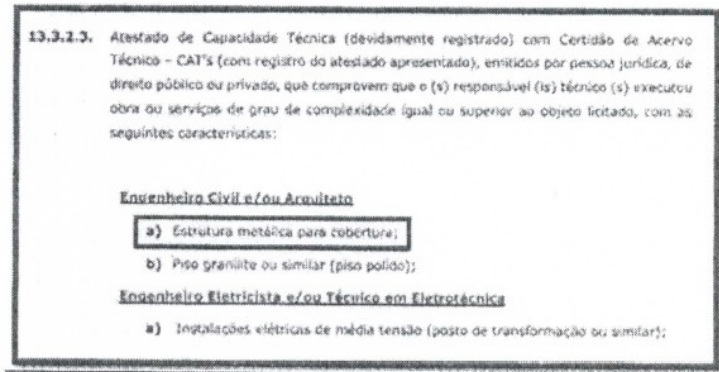 13.3.2.3. Atestado de Capacidade Técnica (devidamente registrado) com Certidão de Acervo
Técnico – CAT's (com registro do atestado apresentado), emitidos por pessoa jurídica, de
direito público ou privado, que comprovem que o (s) responsável (is) técnico (s) executou
obra ou serviços de grau de complexidade igual ou superior ao objeto licitado, com as
seguintes características:
Engenheiro Civil e/ou Arquiteto
a) Estrutura metálica para cobertura;
b) Piso granilite ou similar (piso polido);
Engenheiro Eletricista e/ou Técnico em Eletrotécnica
a) Instalações elétricas de média tensão (posto de transformação ou similar);